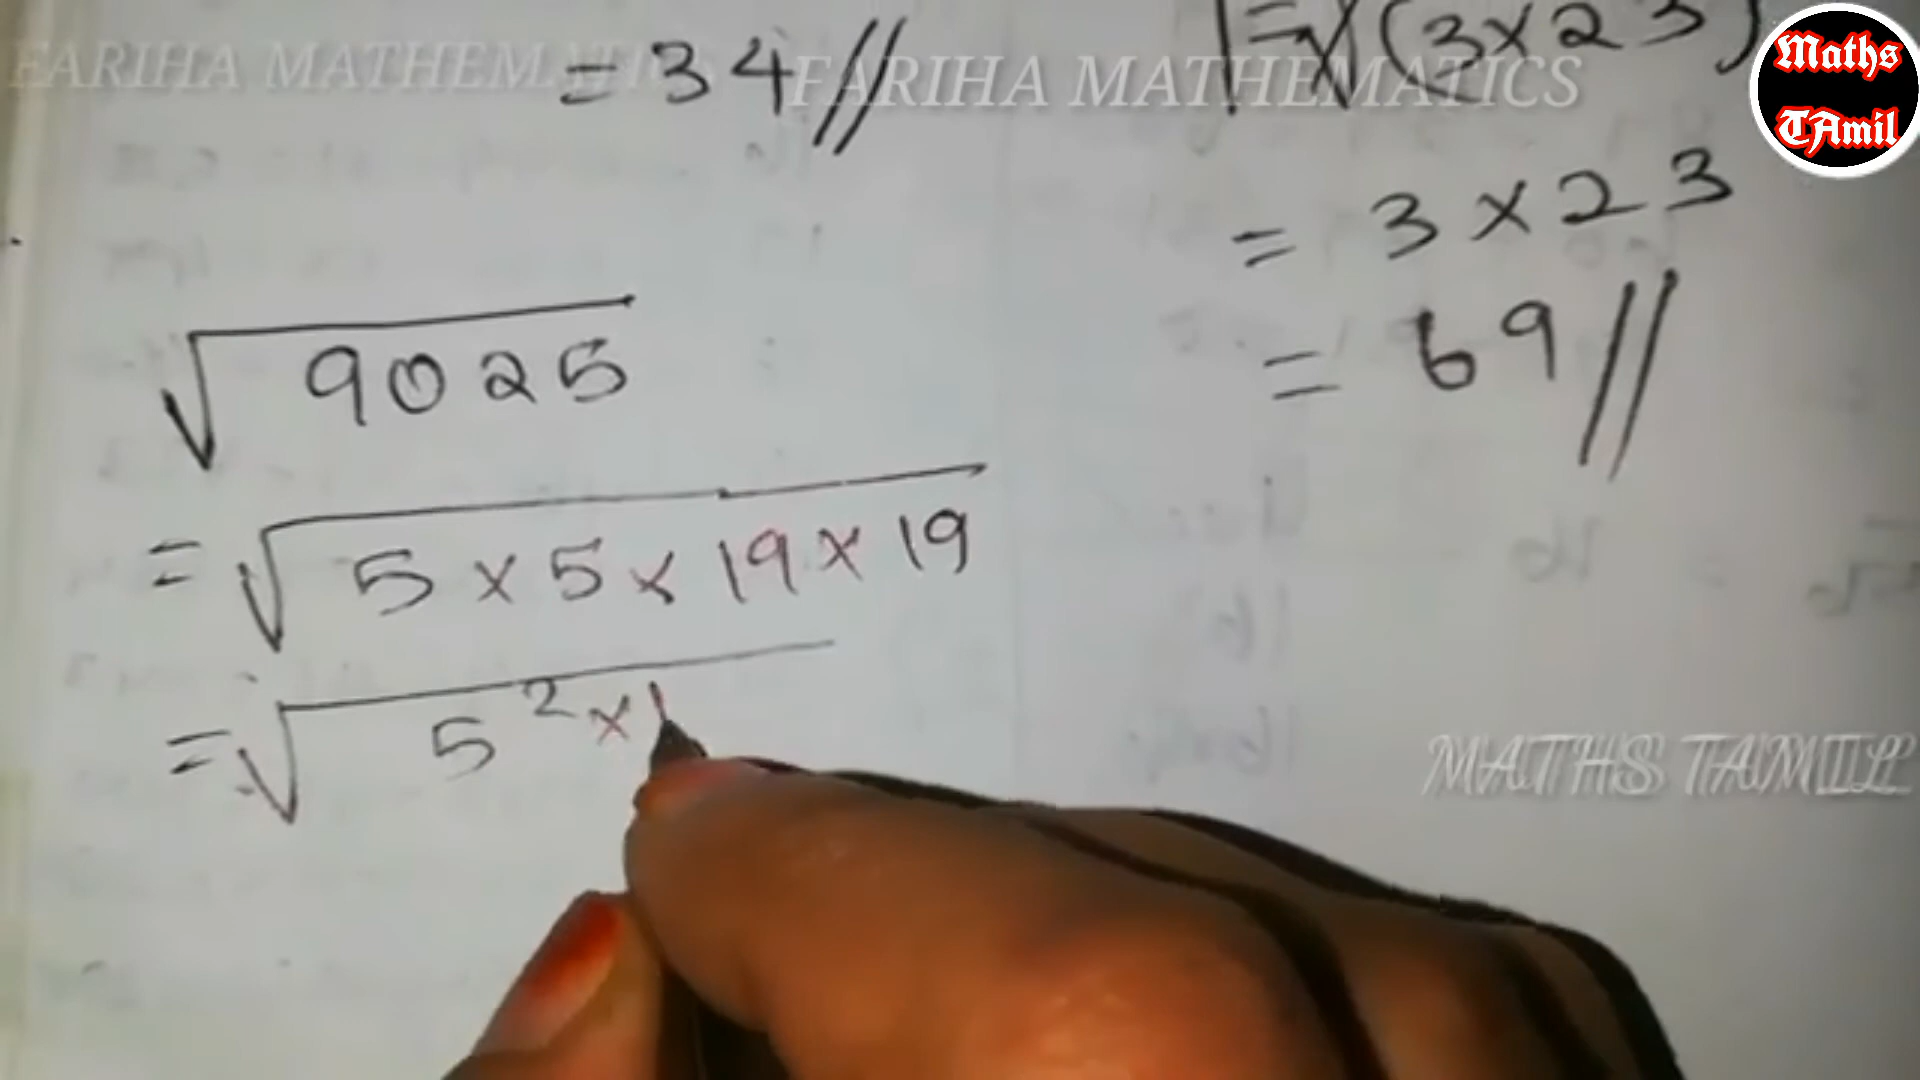 FARIHA MATHEMATICS
= 34 //
FARIHA MATHEMATICS
= √(3×23)
Maths
TAmil
= 3 × 23
= 69 //
√9025
= √5 × 5 × 19 × 19
= √5² × 1
MATHS TAMIL